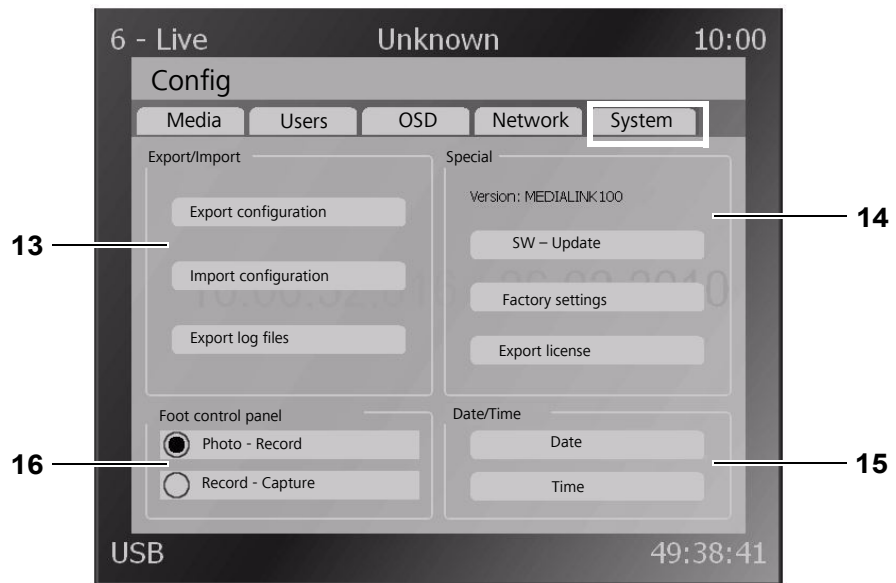 6 - Live Unknown 10:00
Config
Media Users OSD Network System
Export/Import
Export configuration
Import configuration
Export log files
Special
Version: MEDIALINK100
SW – Update
Factory settings
Export license
13
14
Foot control panel
Photo - Record
Record - Capture
Date/Time
Date
Time
16
15
USB 49:38:41